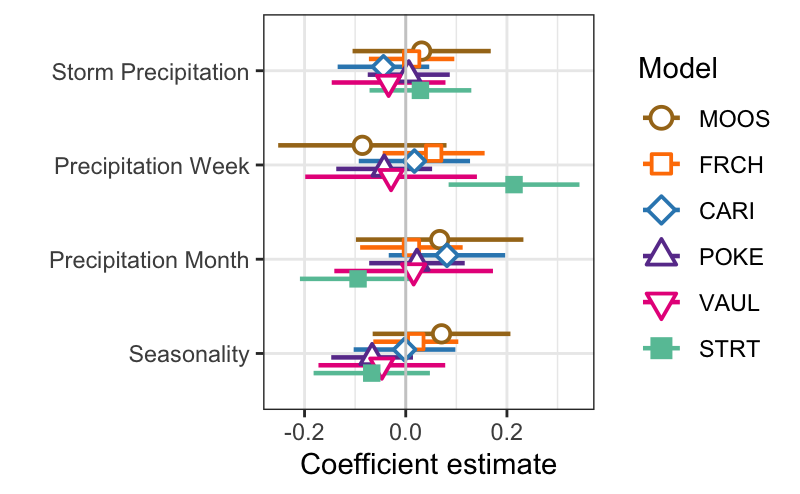 Storm Precipitation
Precipitation Week
Precipitation Month
Seasonality
-0.2
0.0
0.2
Coefficient estimate
Model
MOOS
FRCH
CARI
POKE
VAUL
STRT